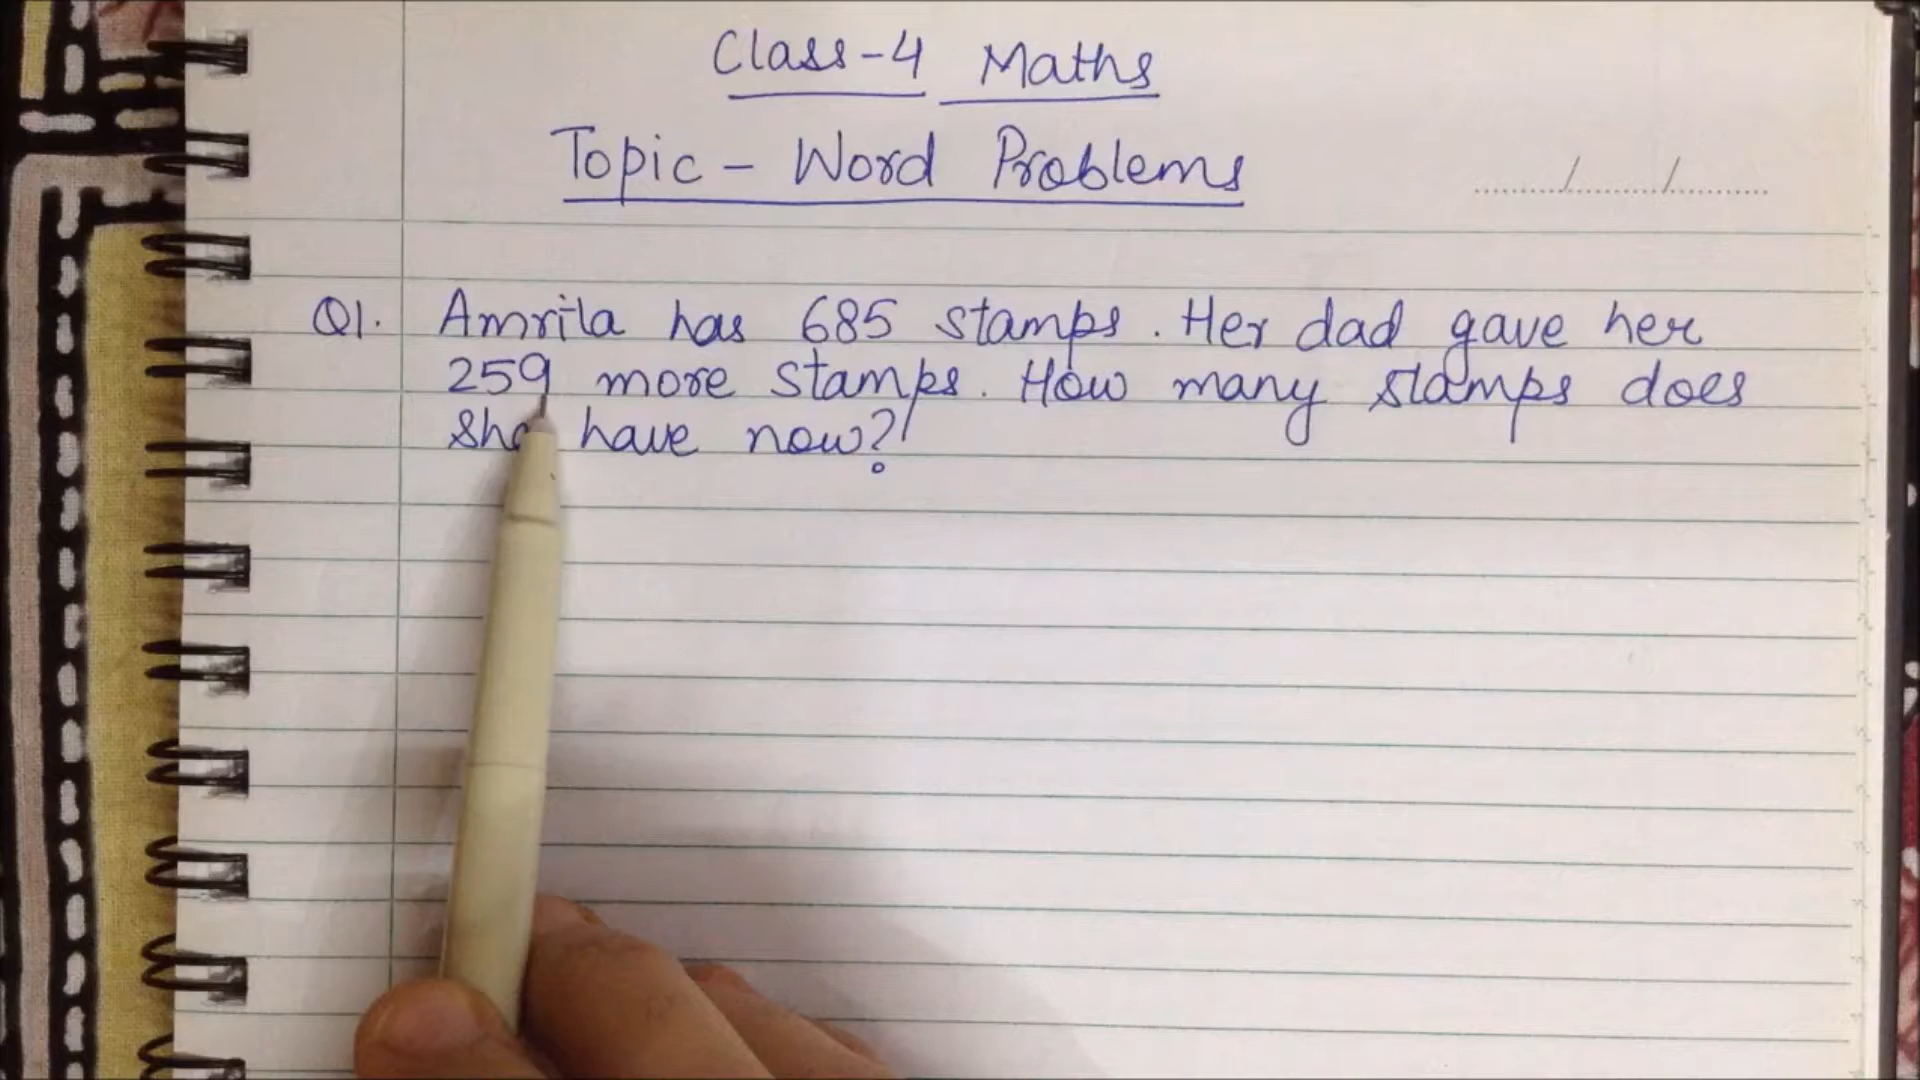 Class-4 Maths
Topic - Word Problems
Q1. Amrita has 685 stamps. Her dad gave her
259 more stamps. How many stamps does
she have now?